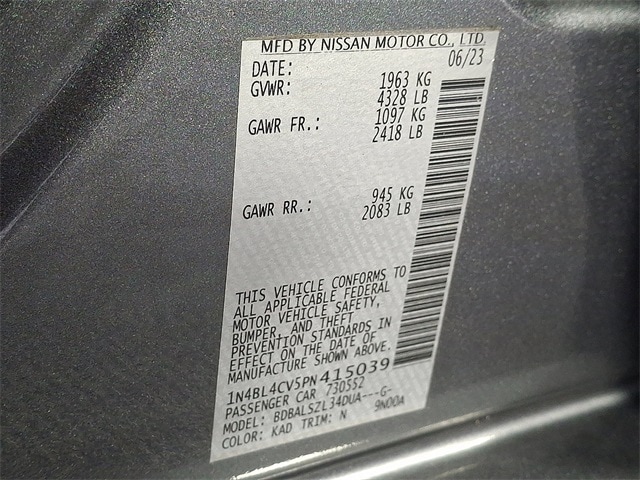 MFD BY NISSAN MOTOR CO., LTD.
DATE: 06/23
GVWR: 1963 KG
4328 LB
GAWR FR.: 1097 KG
2418 LB
GAWR RR.: 945 KG
2083 LB
THIS VEHICLE CONFORMS TO
ALL APPLICABLE FEDERAL
MOTOR VEHICLE SAFETY,
BUMPER, AND THEFT
PREVENTION STANDARDS IN
EFFECT ON THE DATE OF
MANUFACTURE SHOWN ABOVE.
1N4BL4CV5PN415039
PASSENGER CAR 730552
MODEL: BDBALSZL34DUA---G-
COLOR: KAD TRIM: N 9N00A